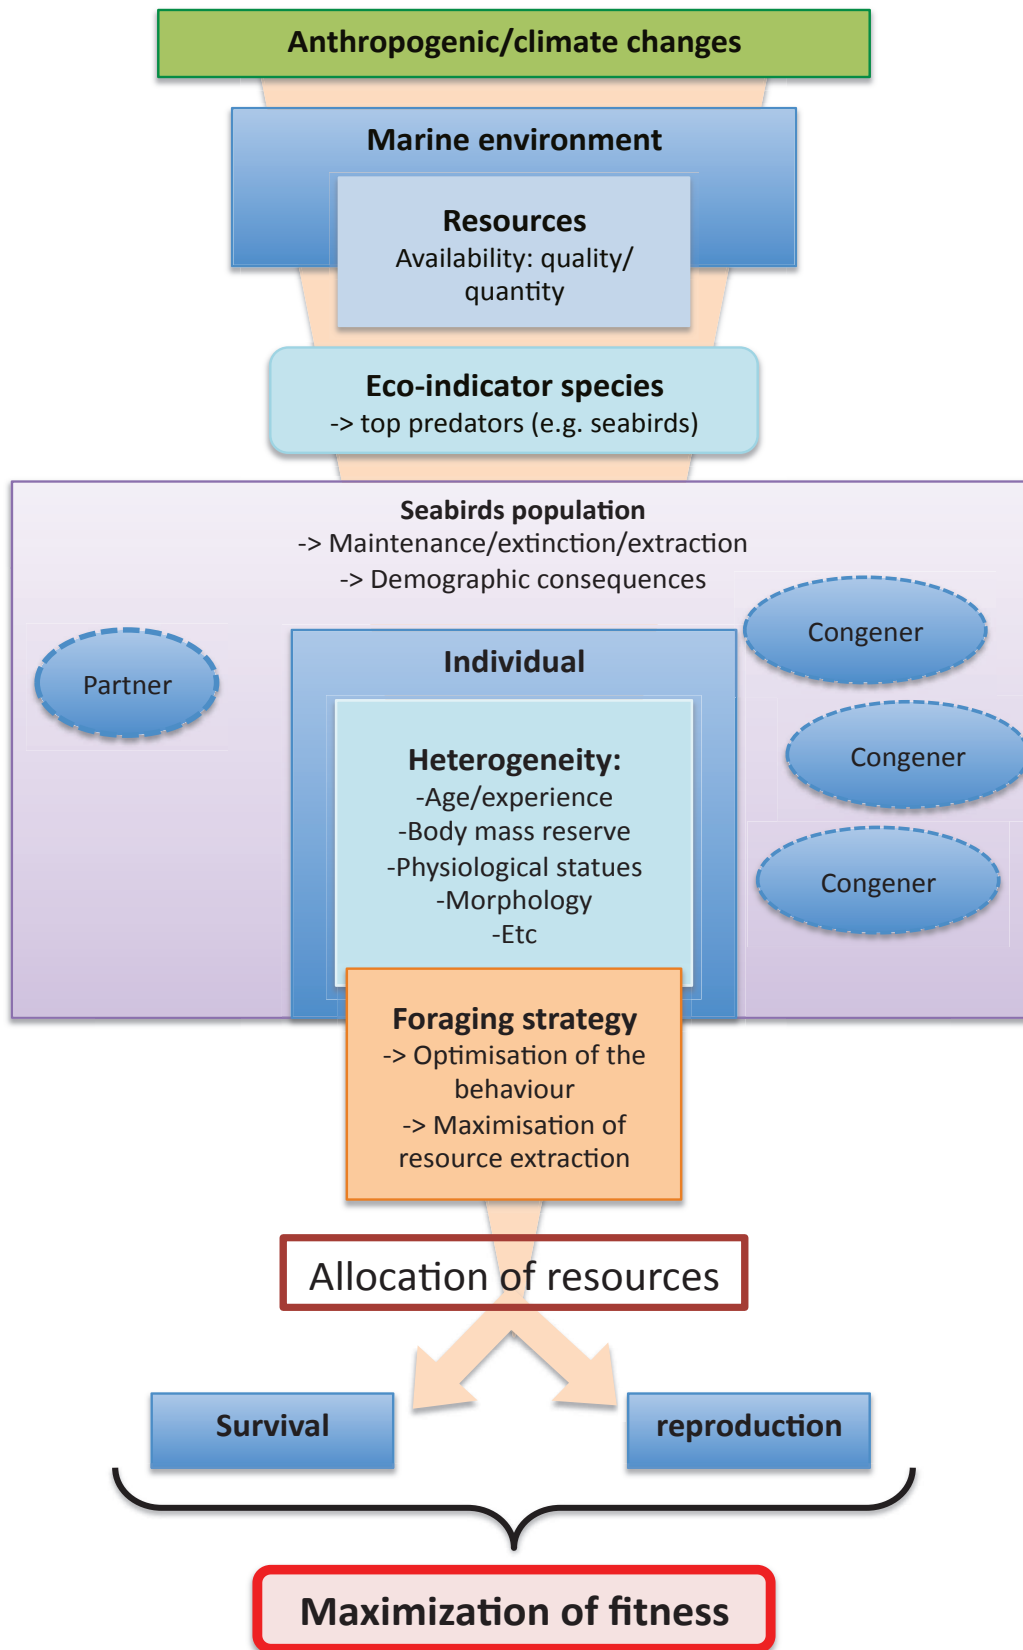 Anthropogenic/climate changes
Marine environment
Resources
Availability: quality/
quantity
Eco-indicator species
-> top predators (e.g. seabirds)
Seabirds population
-> Maintenance/extinction/extraction
-> Demographic consequences
Partner
Congener
Congener
Congener
Individual
Heterogeneity:
-Age/experience
-Body mass reserve
-Physiological statues
-Morphology
-Etc
Foraging strategy
-> Optimisation of the
behaviour
-> Maximisation of
resource extraction
Allocation of resources
Survival
reproduction
Maximization of fitness